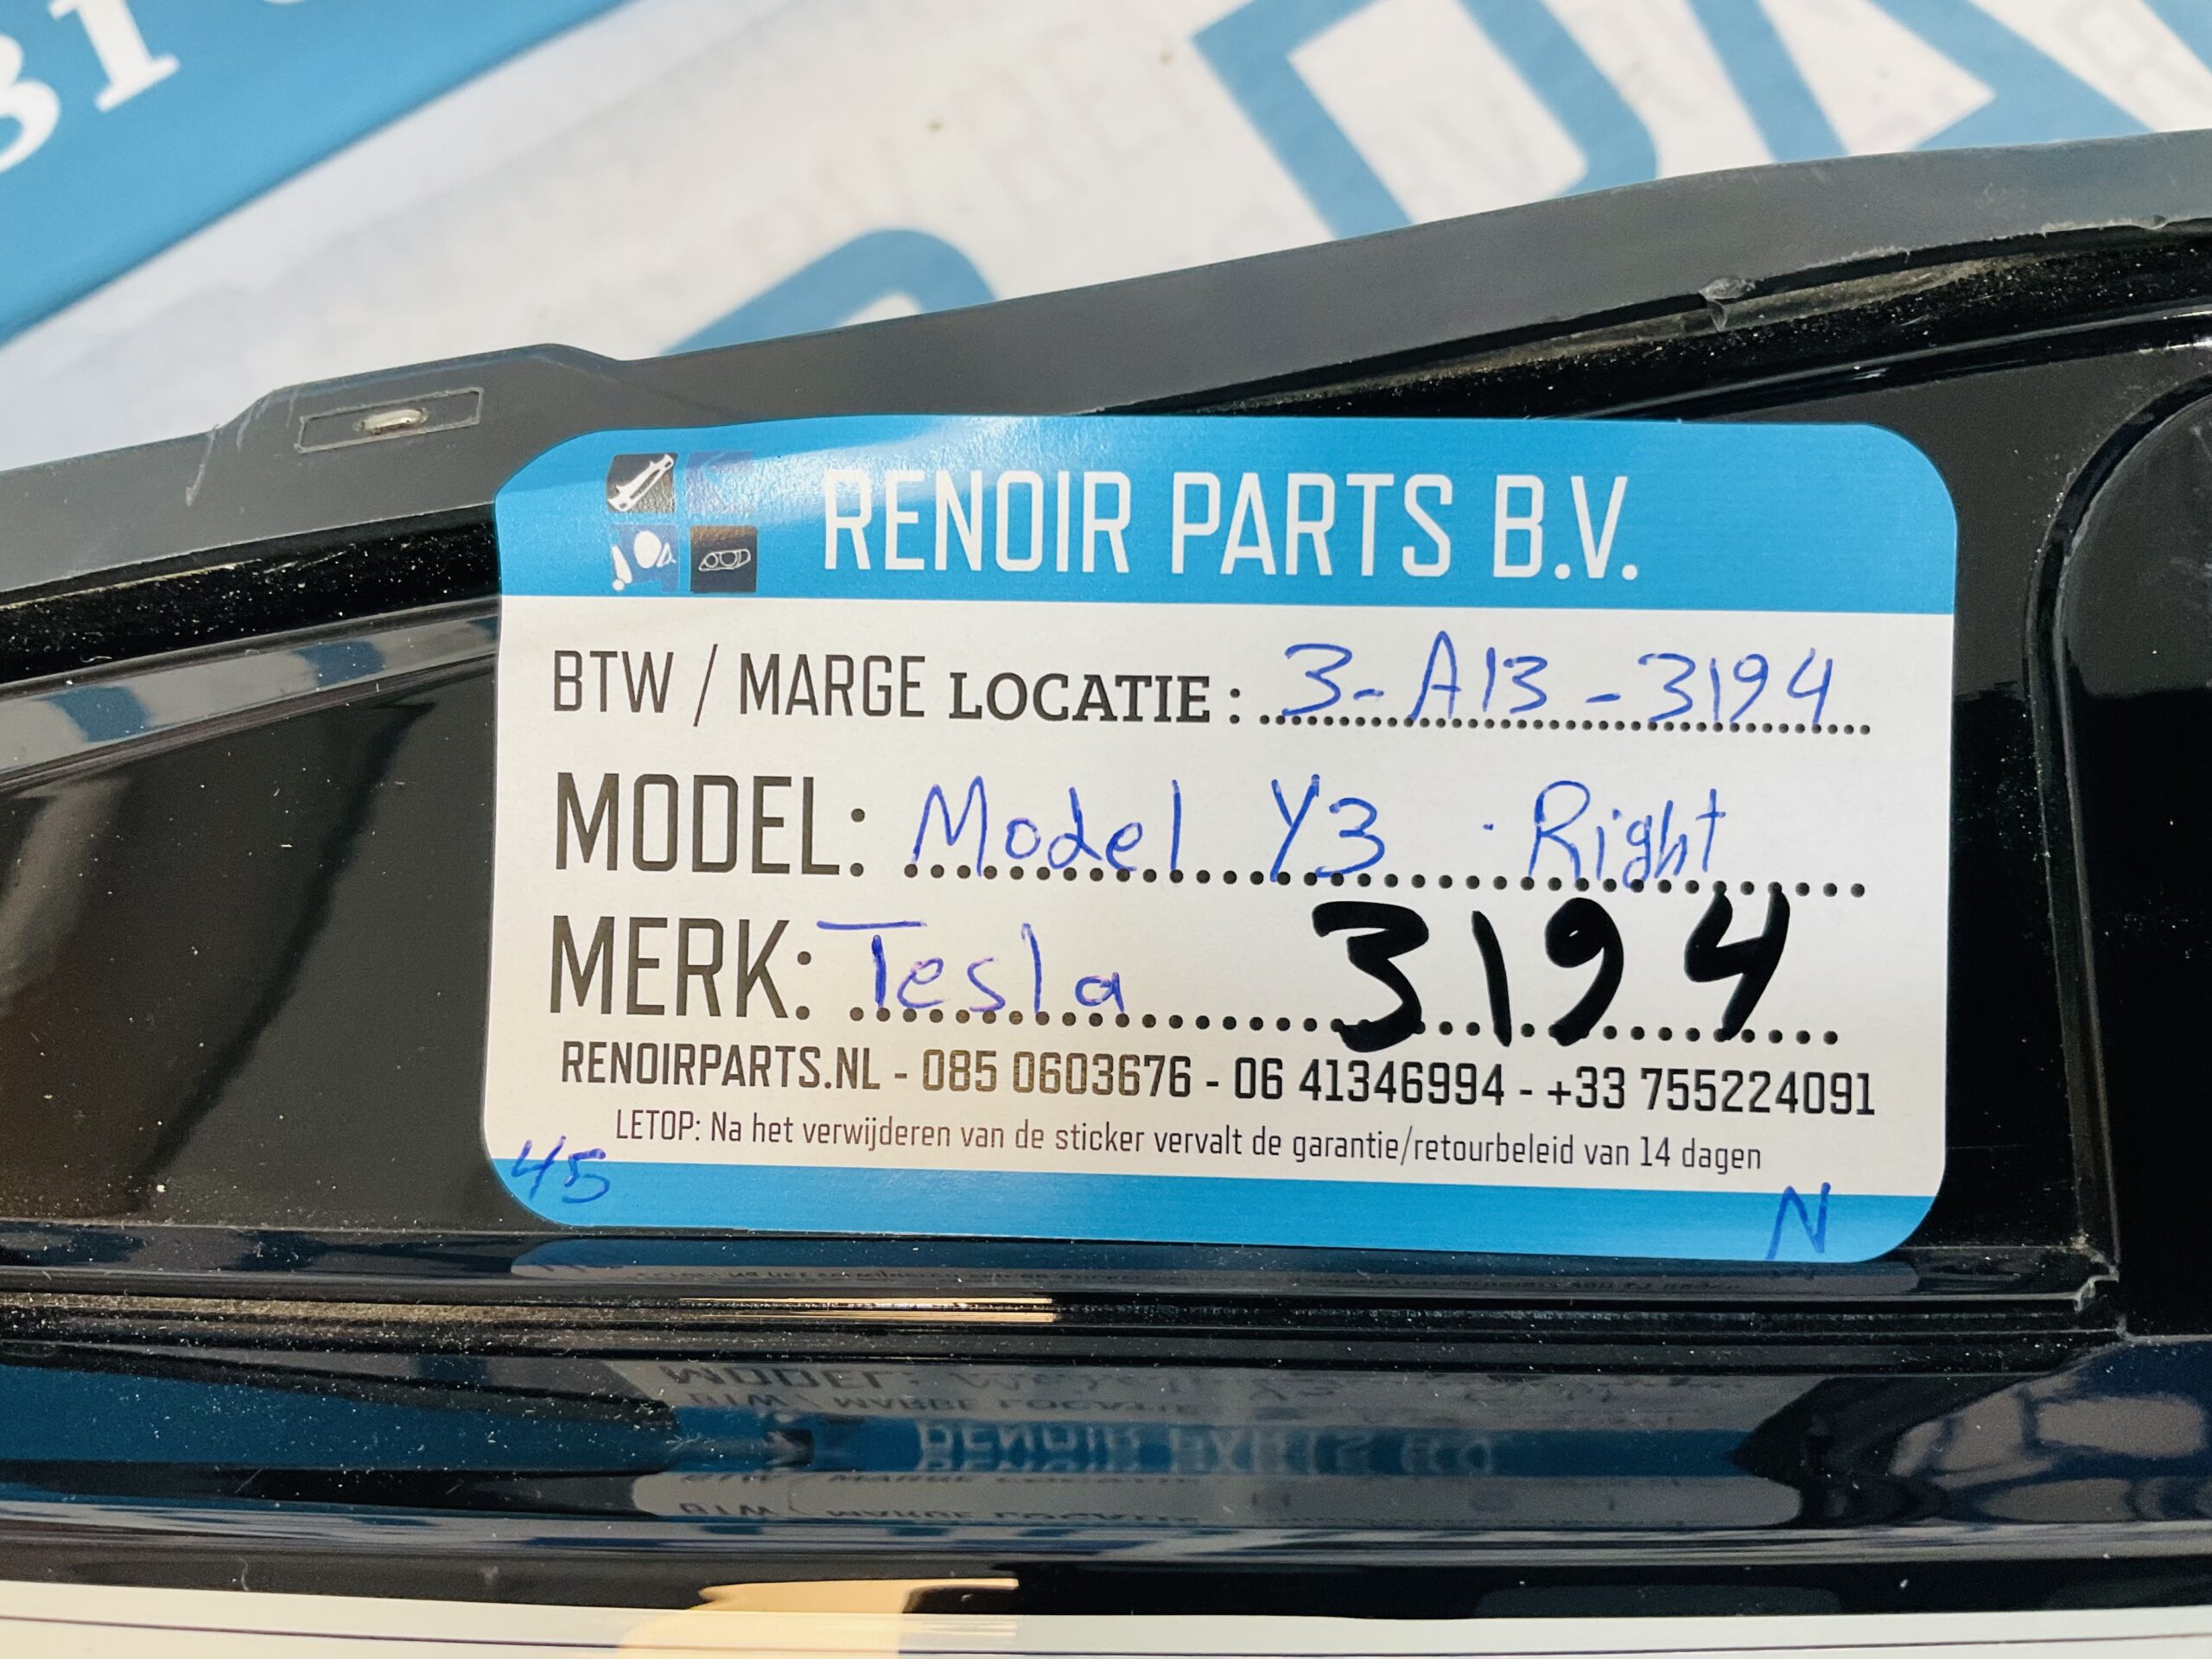 31
RENOIR PARTS B.V.
BTW / MARGE LOCATIE : 3-A13-3194
MODEL: Model Y3 · Right
MERK: Tesla 3194
RENOIRPARTS.NL - 085 0603676 - 06 41346994 - +33 755224091
LETOP: Na het verwijderen van de sticker vervalt de garantie/retourbeleid van 14 dagen
45
N